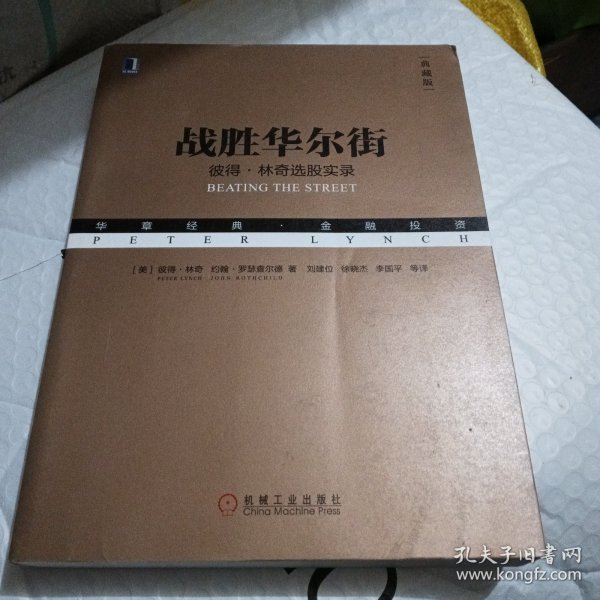 典藏版
战胜华尔街
彼得·林奇选股实录
BEATING THE STREET
华章经典·金融投资
PETER LYNCH
[美] 彼得·林奇 约翰·罗瑟查尔德 著 刘建位 徐晓杰 李国平 等译
PETER LYNCH JOHN ROTHCHILD
机械工业出版社
China Machine Press
孔夫子旧书网
www.kongfz.com